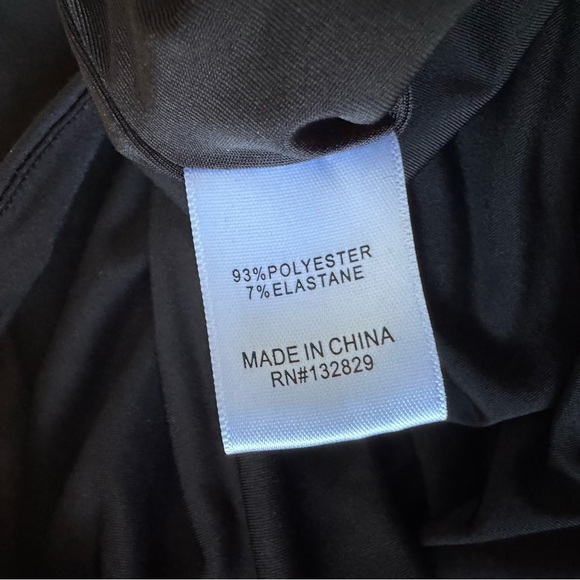 93%POLYESTER
7%ELASTANE
MADE IN CHINA
RN#132829